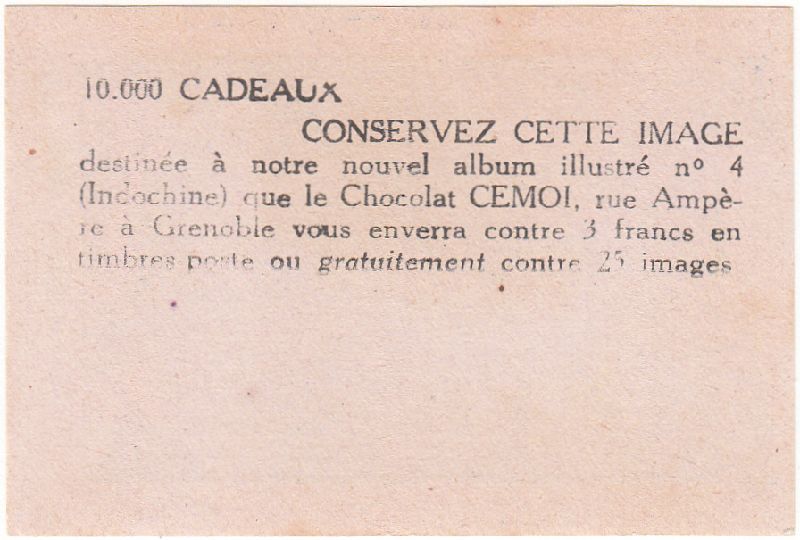 10.000 CADEAUX
CONSERVEZ CETTE IMAGE
destinée à notre nouvel album illustré nº 4
(Indochine) que le Chocolat CEMOI, rue Ampè-
re à Grenoble vous enverra contre 3 francs en
timbres-poste ou gratuitement contre 25 images